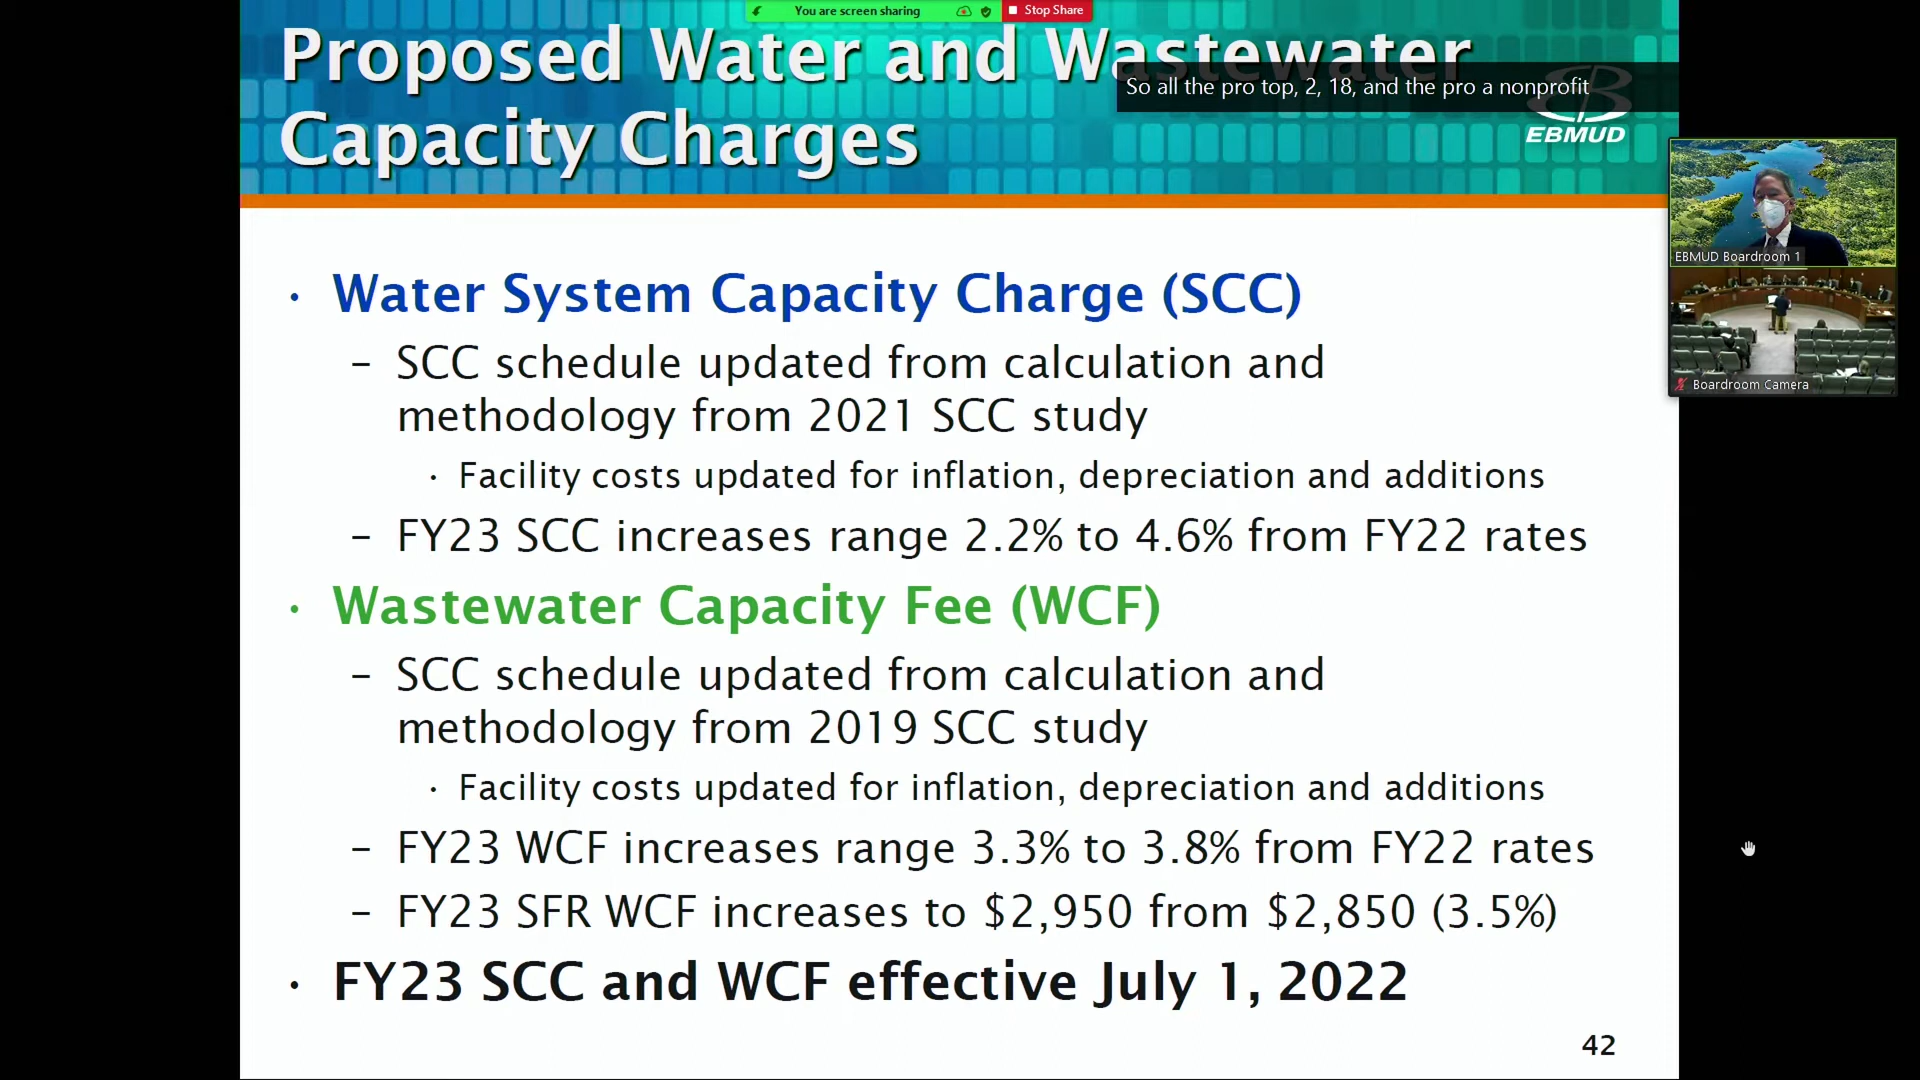 You are screen sharing
Stop Share
Proposed Water and Wastewater
Capacity Charges
So all the pro top, 2, 18, and the pro a nonprofit
EBMUD
EBMUD Boardroom 1
Boardroom Camera
• Water System Capacity Charge (SCC)
– SCC schedule updated from calculation and
methodology from 2021 SCC study
• Facility costs updated for inflation, depreciation and additions
– FY23 SCC increases range 2.2% to 4.6% from FY22 rates
• Wastewater Capacity Fee (WCF)
– SCC schedule updated from calculation and
methodology from 2019 SCC study
• Facility costs updated for inflation, depreciation and additions
– FY23 WCF increases range 3.3% to 3.8% from FY22 rates
– FY23 SFR WCF increases to $2,950 from $2,850 (3.5%)
• FY23 SCC and WCF effective July 1, 2022
42